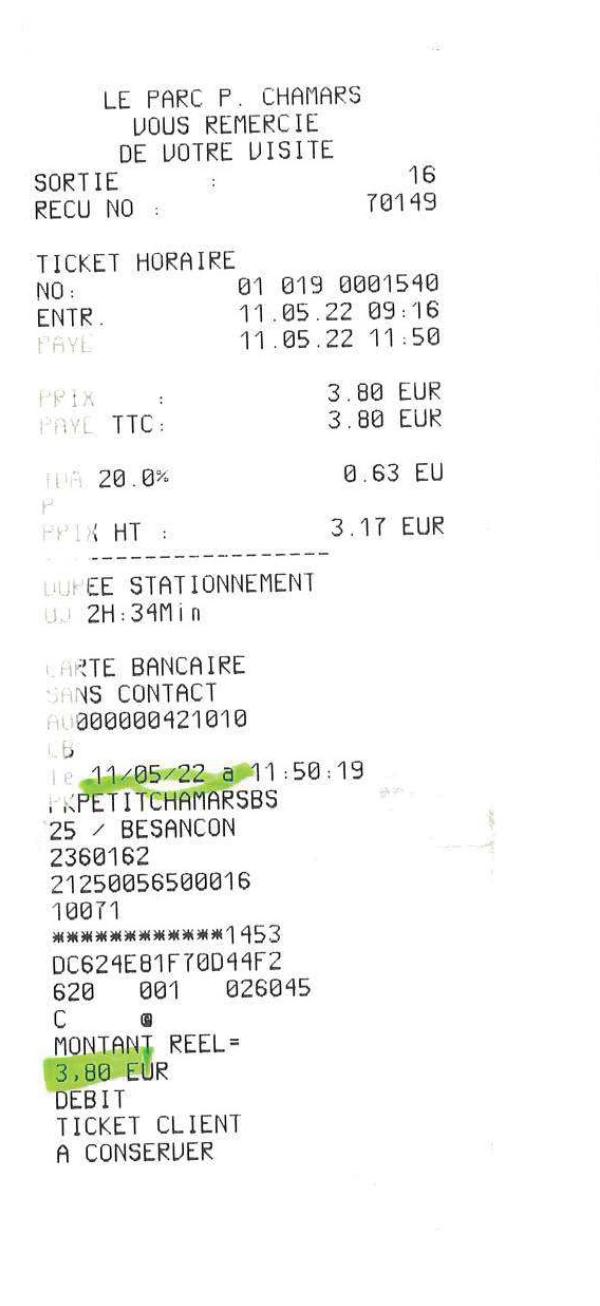 LE PARC P. CHAMARS
VOUS REMERCIE
DE VOTRE VISITE
SORTIE : 16
RECU NO : 70149
TICKET HORAIRE
NO: 01 019 0001540
ENTR. 11.05.22 09:16
PAYE 11.05.22 11:50
PRIX : 3.80 EUR
PAYE TTC: 3.80 EUR
TVA 20.0% 0.63 EU
R
PRIX HT : 3.17 EUR
------------------
DUREE STATIONNEMENT
0J 2H:34Min
CARTE BANCAIRE
SANS CONTACT
A0000000421010
CB
le 11/05/22 a 11:50:19
PKPETITCHAMARSBS
25 / BESANCON
2360162
21250056500016
10071
************1453
DC624E81F70D44F2
620 001 026045
C @
MONTANT REEL=
3,80 EUR
DEBIT
TICKET CLIENT
A CONSERVER